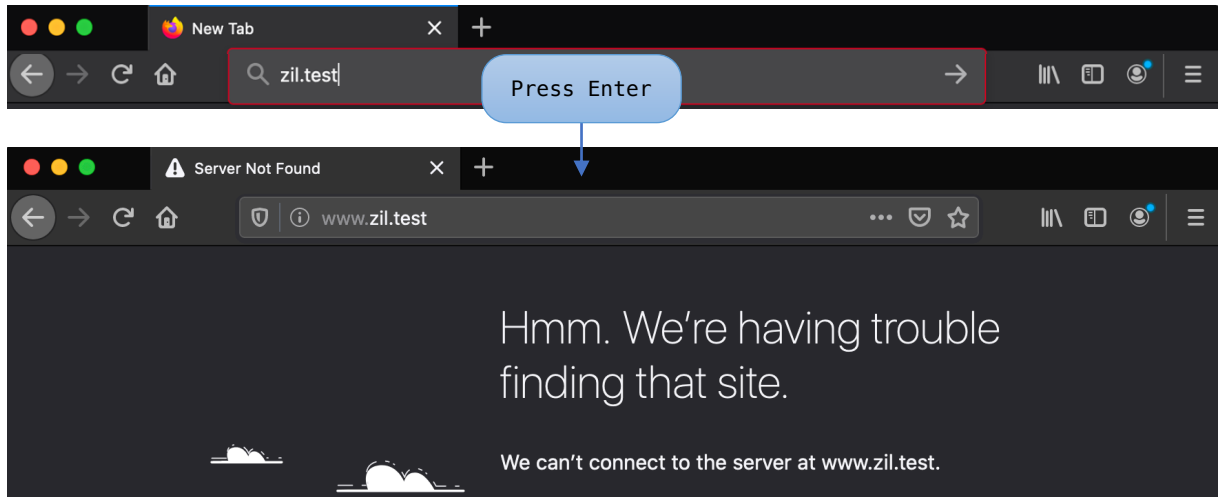 New Tab
zil.test
Press Enter
Server Not Found
www.zil.test
Hmm. We're having trouble
finding that site.
We can't connect to the server at www.zil.test.